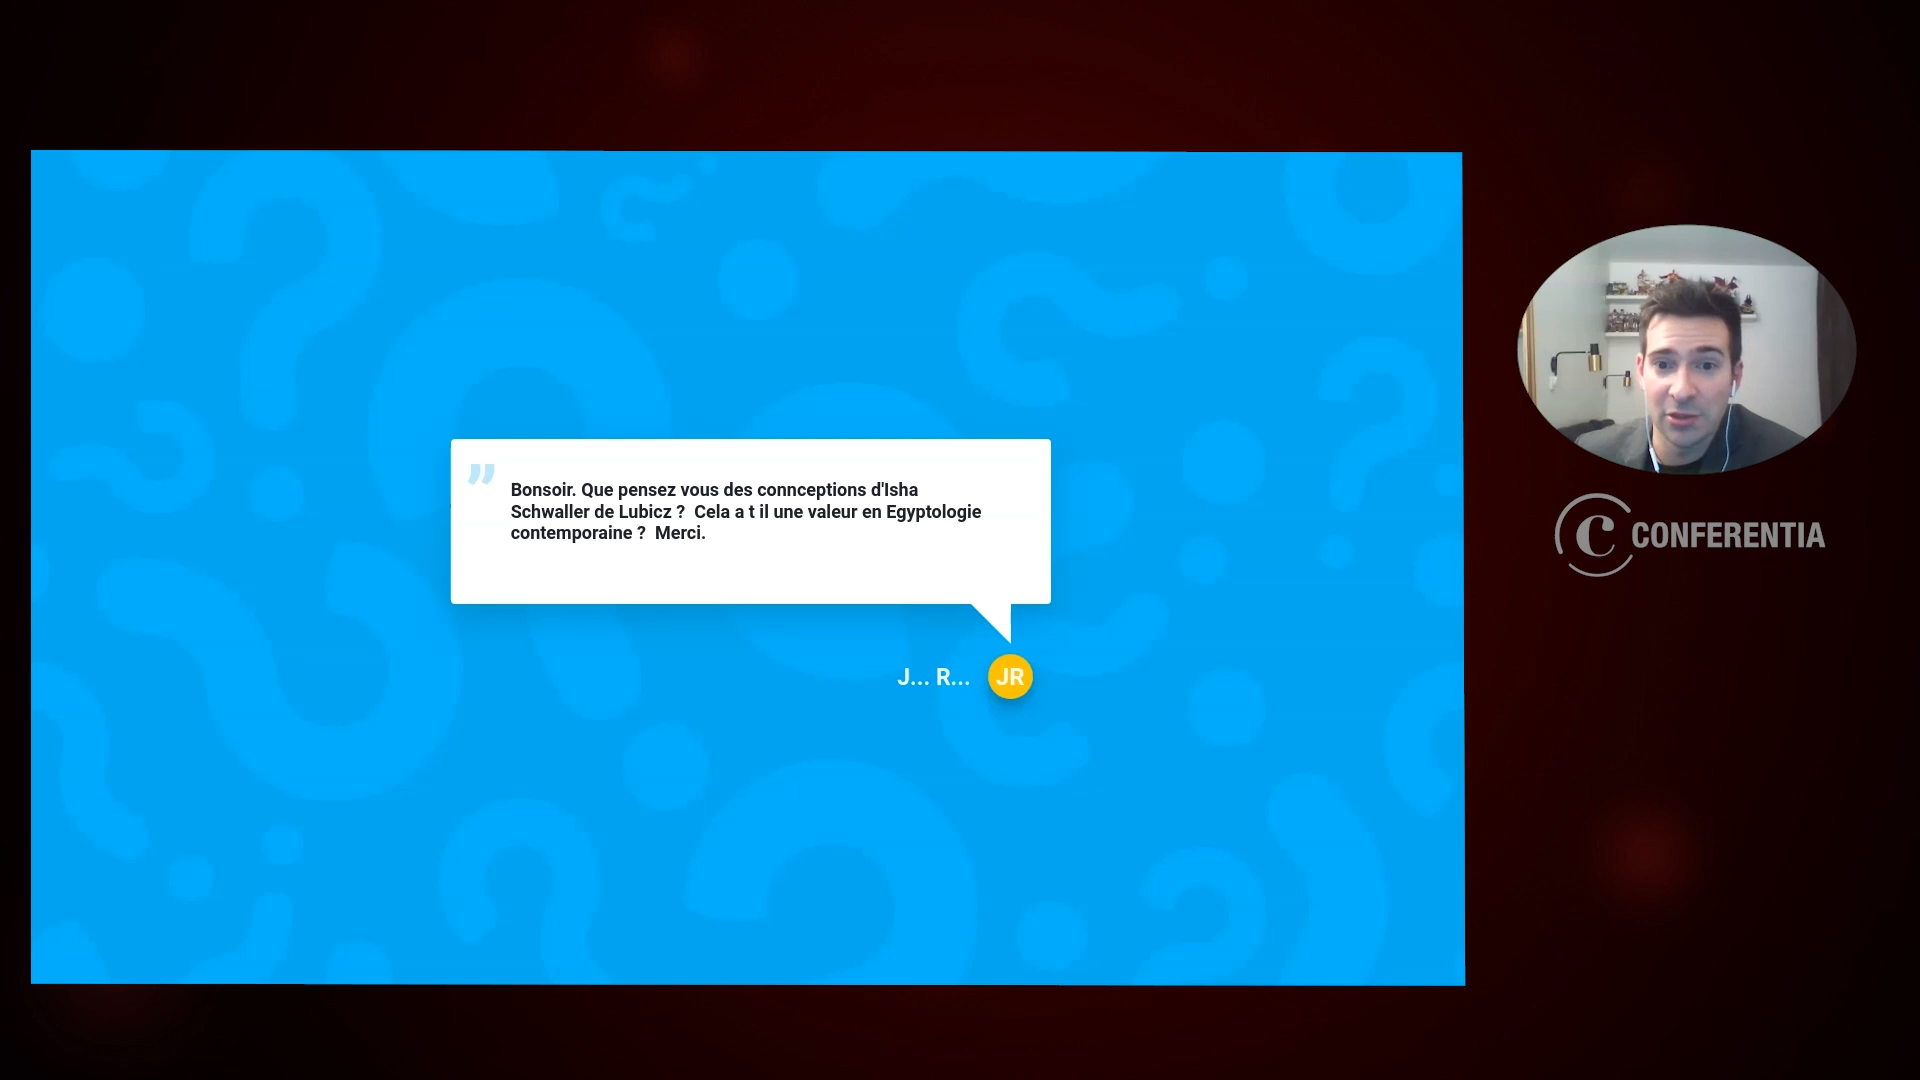 ”
Bonsoir. Que pensez vous des connceptions d'Isha
Schwaller de Lubicz ?  Cela a t il une valeur en Egyptologie
contemporaine ?  Merci.
J... R...
JR
C CONFERENTIA